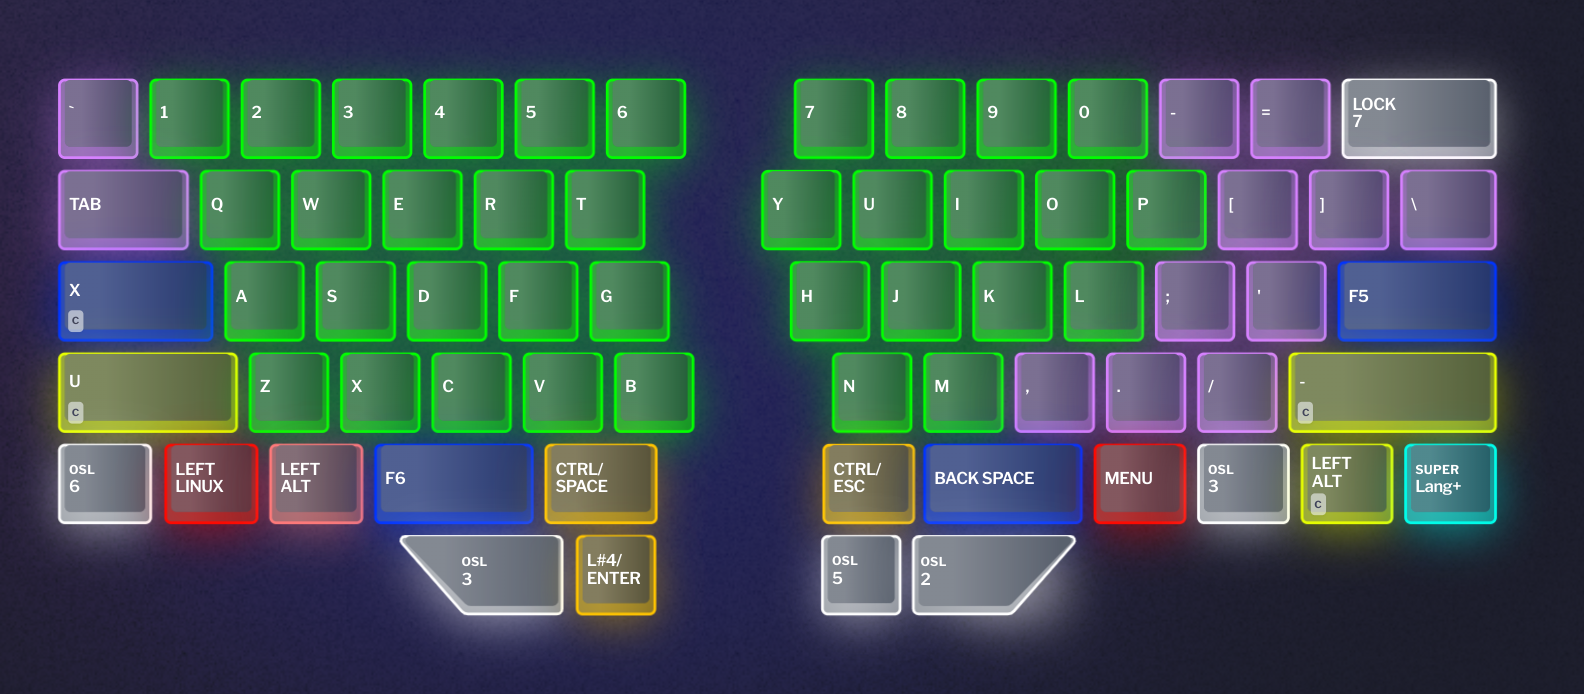 ` 1 2 3 4 5 6 7 8 9 0 - = LOCK
7
TAB Q W E R T Y U I O P [ ] \
X A S D F G H J K L ; ' F5
C
U Z X C V B N M , . / -
C C
OSL
6
LEFT
LINUX
LEFT
ALT
F6
CTRL/
SPACE
CTRL/
ESC
BACK SPACE
MENU
OSL
3
LEFT
ALT
C
SUPER
Lang+
OSL
3
L#4/
ENTER
OSL
5
OSL
2